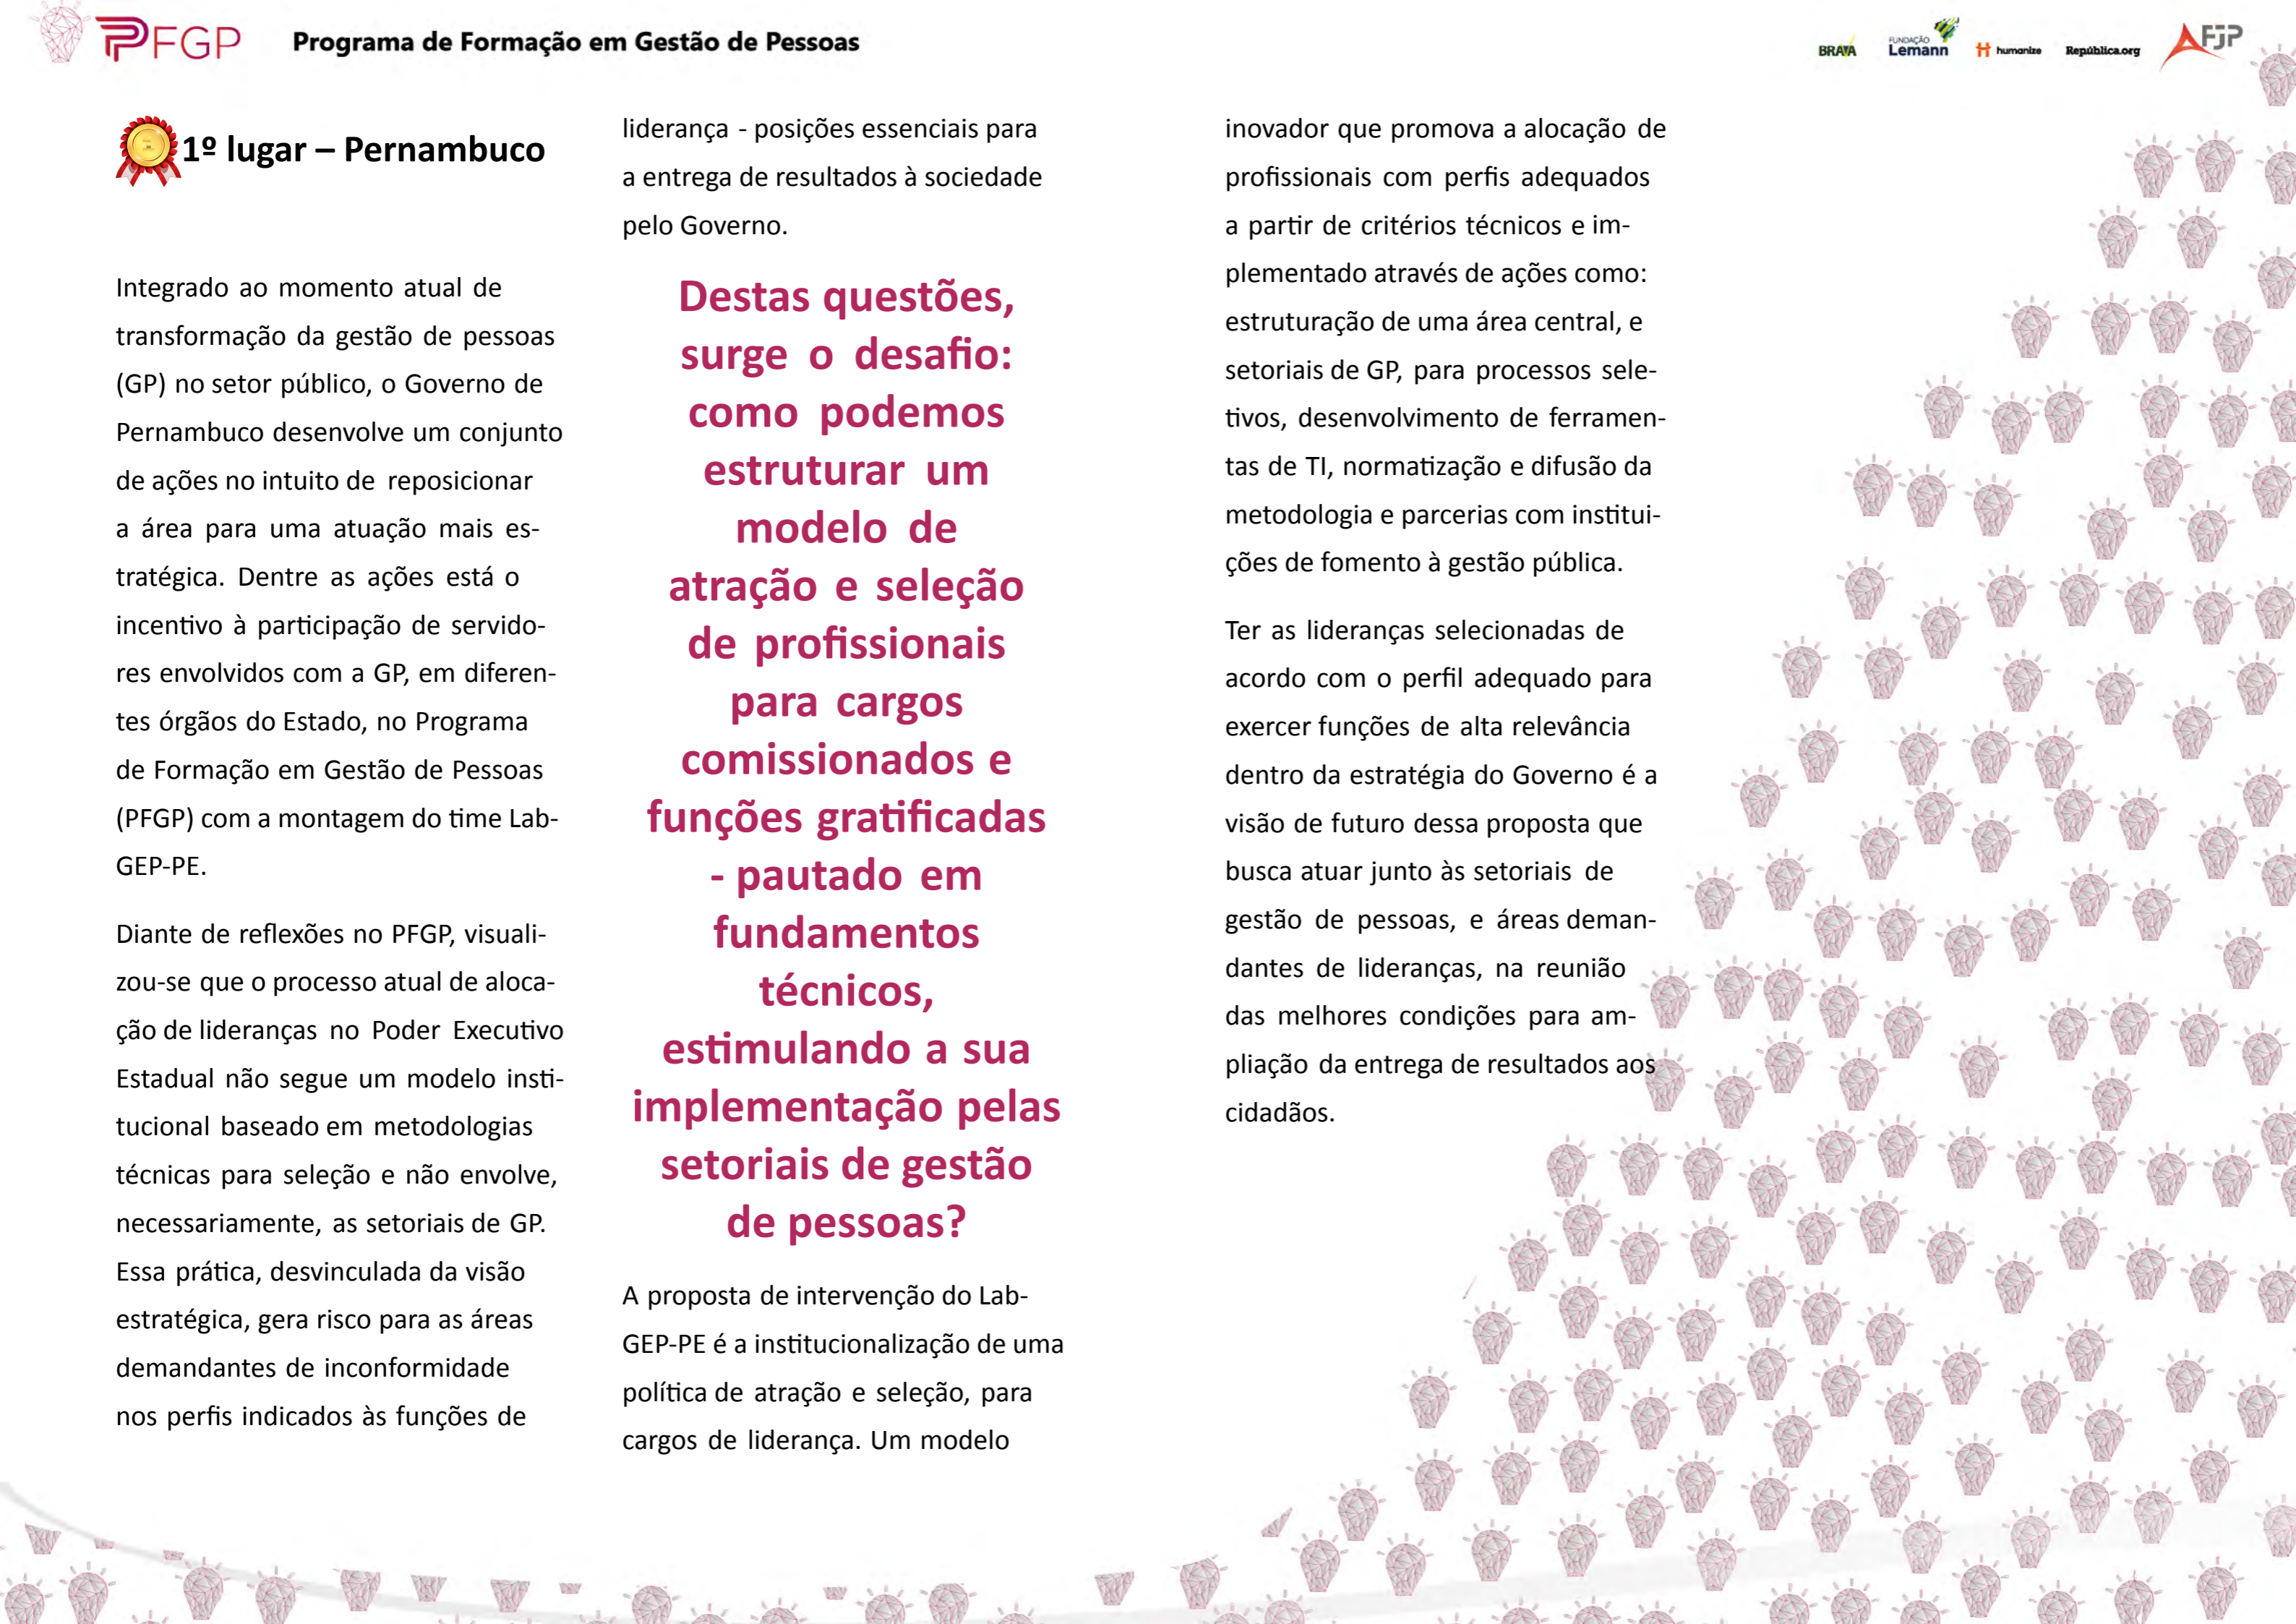 PFGP
Programa de Formação em Gestão de Pessoas
BRAVA
FUNDAÇÃO
Lemann
humanize
República.org
FJP
1º lugar – Pernambuco
Integrado ao momento atual de
transformação da gestão de pessoas
(GP) no setor público, o Governo de
Pernambuco desenvolve um conjunto
de ações no intuito de reposicionar
a área para uma atuação mais es-
tratégica. Dentre as ações está o
incentivo à participação de servido-
res envolvidos com a GP, em diferen-
tes órgãos do Estado, no Programa
de Formação em Gestão de Pessoas
(PFGP) com a montagem do time Lab-
GEP-PE.
Diante de reflexões no PFGP, visuali-
zou-se que o processo atual de aloca-
ção de lideranças no Poder Executivo
Estadual não segue um modelo insti-
tucional baseado em metodologias
técnicas para seleção e não envolve,
necessariamente, as setoriais de GP.
Essa prática, desvinculada da visão
estratégica, gera risco para as áreas
demandantes de inconformidade
nos perfis indicados às funções de
liderança - posições essenciais para
a entrega de resultados à sociedade
pelo Governo.
Destas questões,
surge o desafio:
como podemos
estruturar um
modelo de
atração e seleção
de profissionais
para cargos
comissionados e
funções gratificadas
- pautado em
fundamentos
técnicos,
estimulando a sua
implementação pelas
setoriais de gestão
de pessoas?
A proposta de intervenção do Lab-
GEP-PE é a institucionalização de uma
política de atração e seleção, para
cargos de liderança. Um modelo
inovador que promova a alocação de
profissionais com perfis adequados
a partir de critérios técnicos e im-
plementado através de ações como:
estruturação de uma área central, e
setoriais de GP, para processos sele-
tivos, desenvolvimento de ferramen-
tas de TI, normatização e difusão da
metodologia e parcerias com institui-
ções de fomento à gestão pública.
Ter as lideranças selecionadas de
acordo com o perfil adequado para
exercer funções de alta relevância
dentro da estratégia do Governo é a
visão de futuro dessa proposta que
busca atuar junto às setoriais de
gestão de pessoas, e áreas deman-
dantes de lideranças, na reunião
das melhores condições para am-
pliação da entrega de resultados aos
cidadãos.